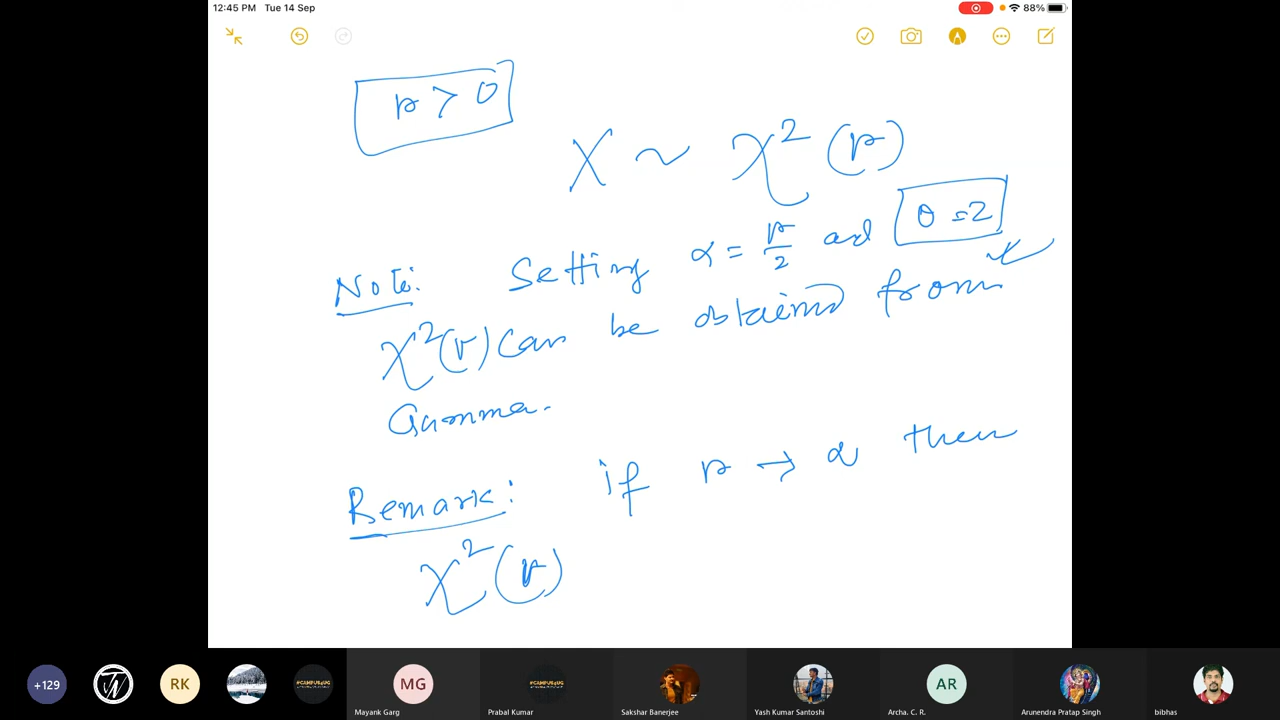 12:45 PM Tue 14 Sep
88%
r > 0
X ~ χ² (r)
Note: Setting α = r/2 and θ = 2
χ²(r) can be obtained from
Gamma.
Remark: if r → α then
χ² (r)
+129
RK
#CAMPUS4UG
MG
Mayank Garg
#CAMPUS4UG
Prabal Kumar
Sakshar Banerjee
Yash Kumar Santoshi
AR
Archa. C. R.
Arunendra Pratap Singh
bibhas